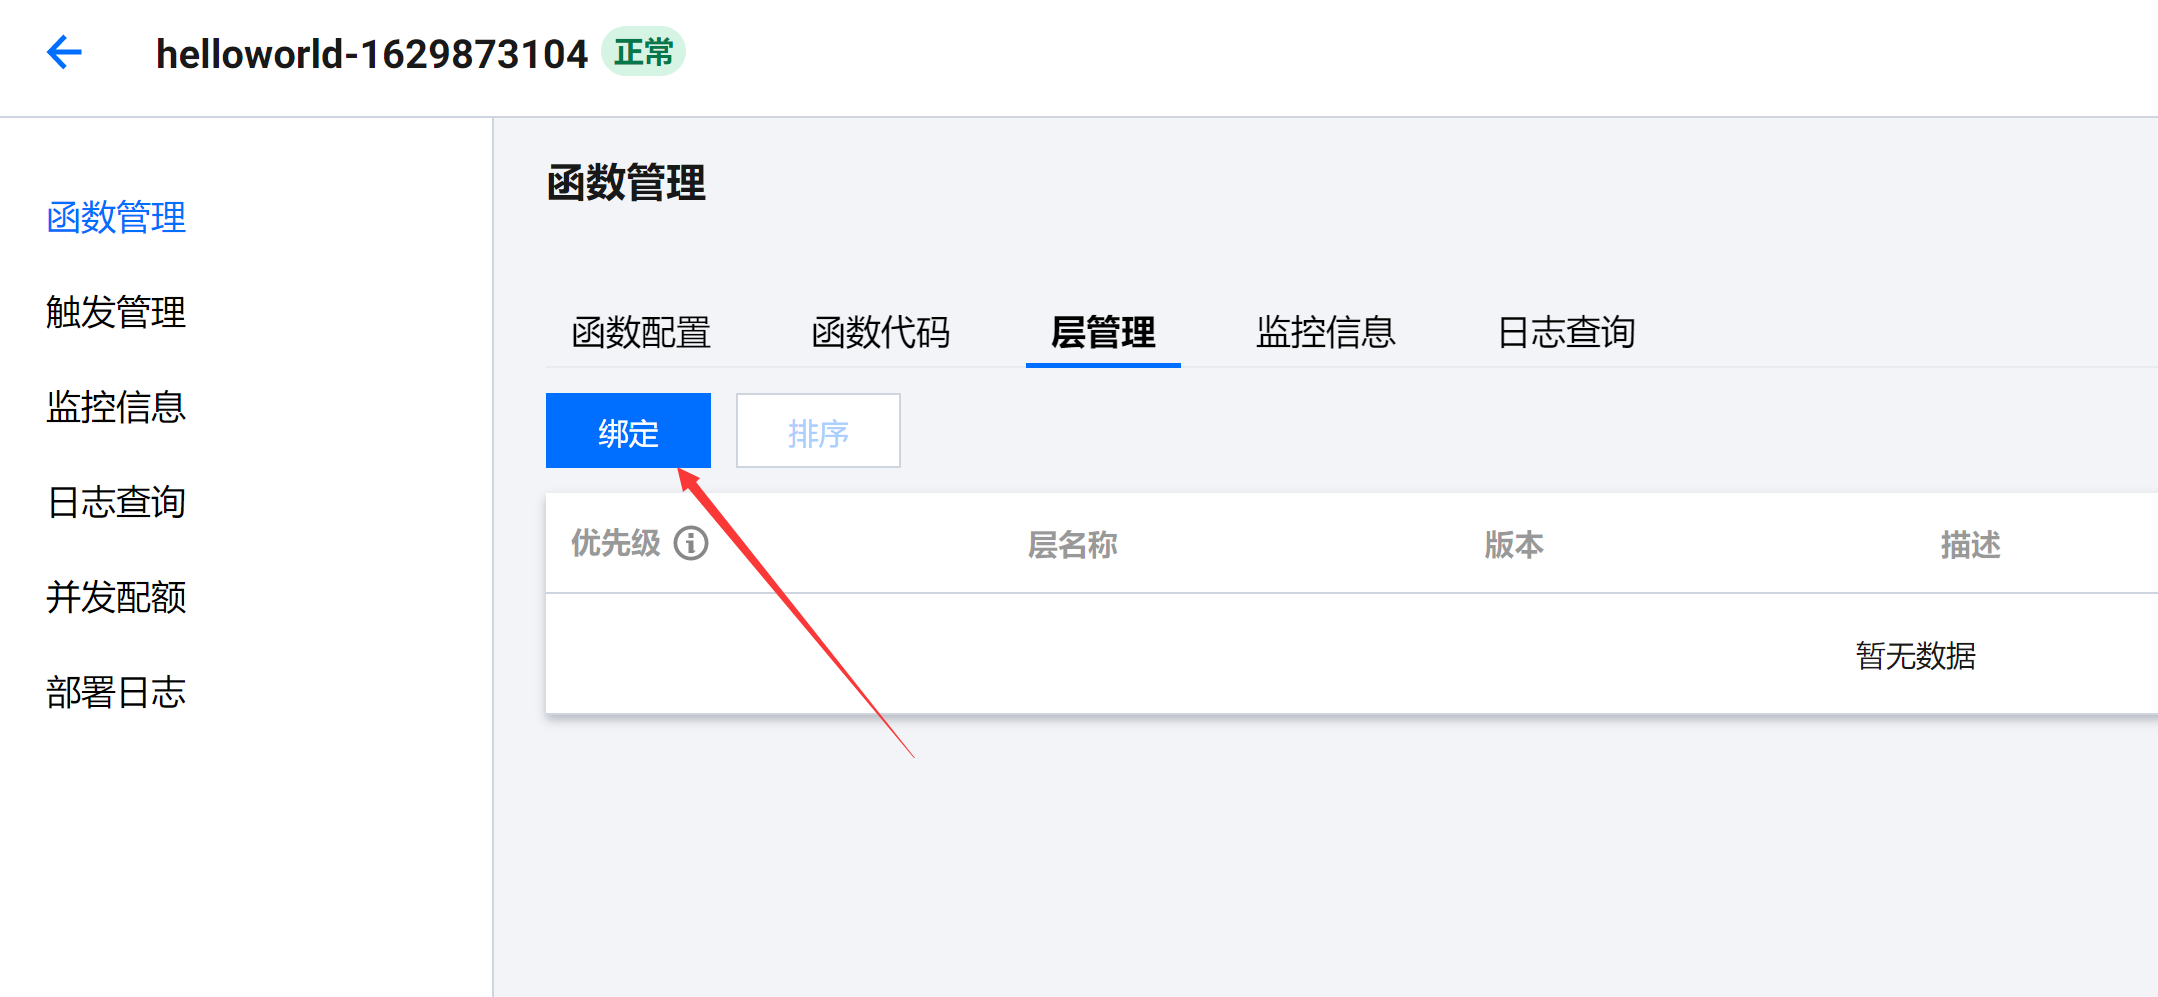 helloworld-1629873104 正常
函数管理
触发管理
监控信息
日志查询
并发配额
部署日志
函数管理
函数配置 函数代码 层管理 监控信息 日志查询
绑定 排序
优先级 层名称 版本 描述
暂无数据